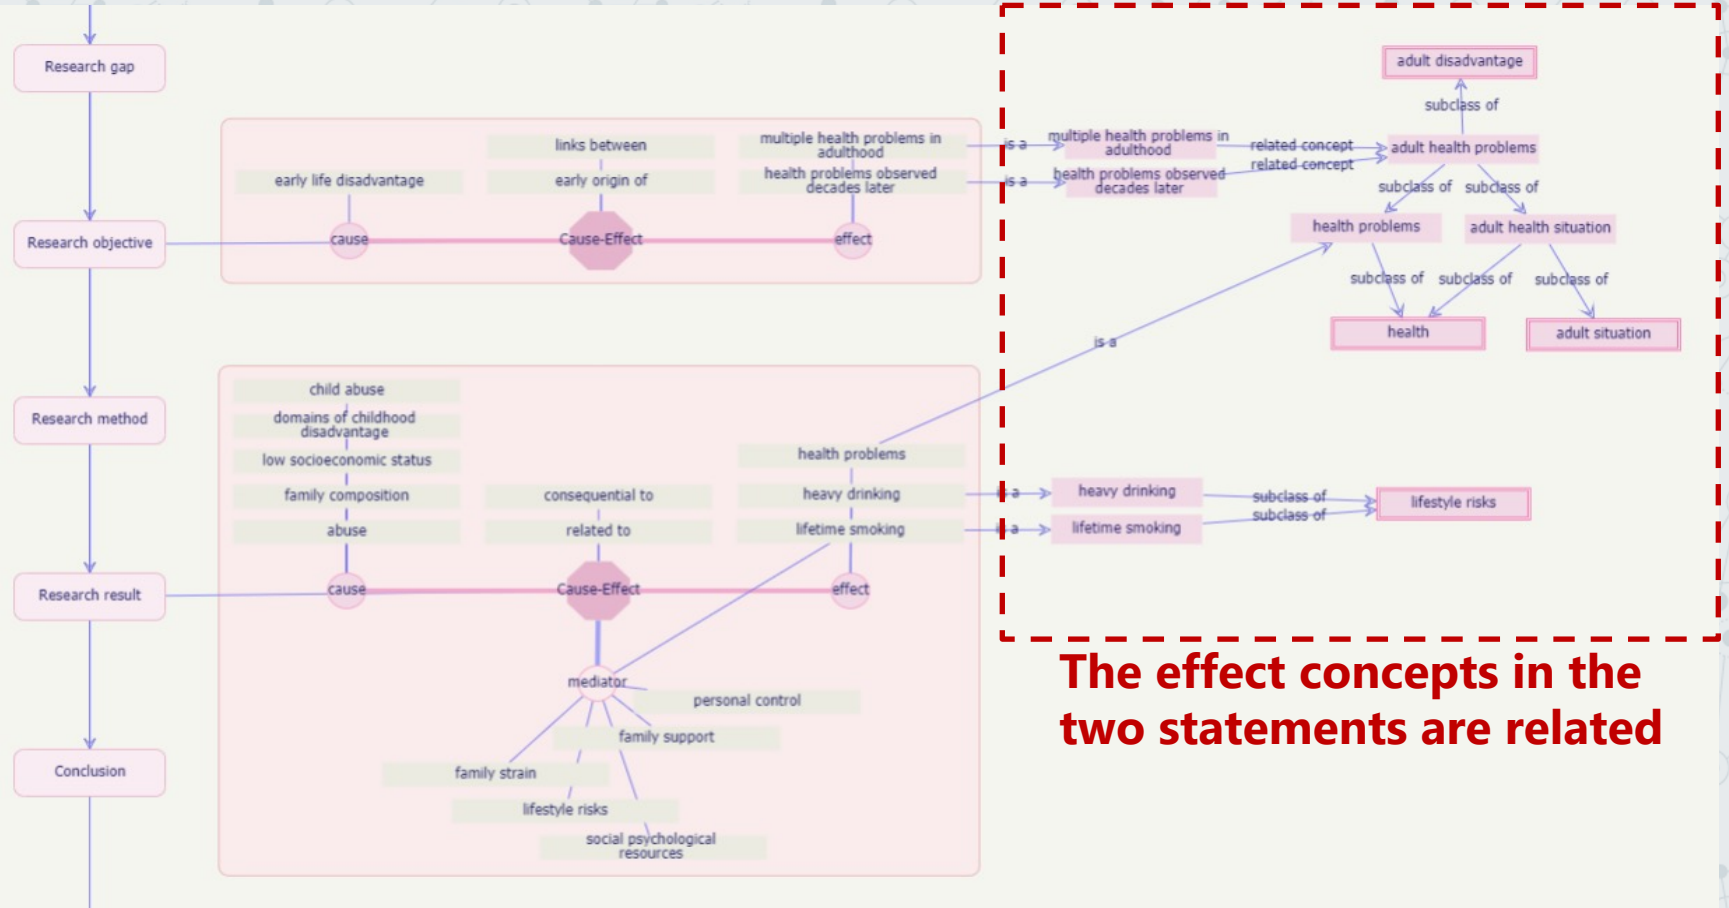 Research gap
Research objective
Research method
Research result
Conclusion
links between
multiple health problems in
adulthood
early life disadvantage
early origin of
health problems observed
decades later
cause
Cause-Effect
effect
child abuse
domains of childhood
disadvantage
low socioeconomic status
family composition
abuse
consequential to
related to
health problems
heavy drinking
lifetime smoking
cause
Cause-Effect
effect
mediator
personal control
family support
family strain
lifestyle risks
social psychological
resources
adult disadvantage
subclass of
is a
multiple health problems in
adulthood
related concept
adult health problems
is a
health problems observed
decades later
related concept
subclass of
subclass of
health problems
adult health situation
subclass of
subclass of
subclass of
health
adult situation
is a
is a
heavy drinking
subclass of
lifestyle risks
is a
lifetime smoking
subclass of
The effect concepts in the
two statements are related